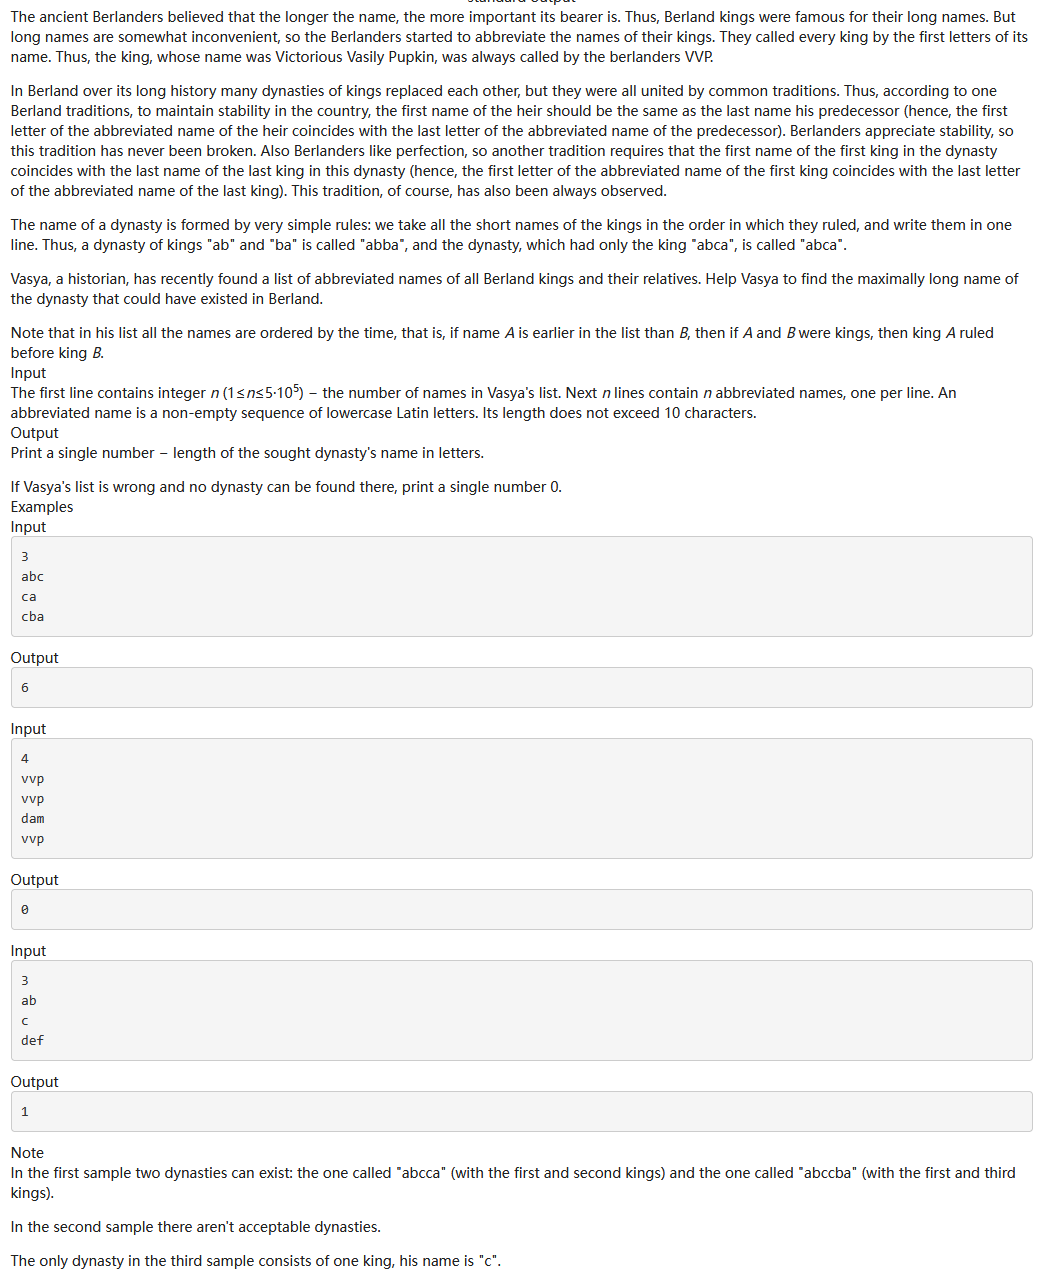 standard output
The ancient Berlanders believed that the longer the name, the more important its bearer is. Thus, Berland kings were famous for their long names. But
long names are somewhat inconvenient, so the Berlanders started to abbreviate the names of their kings. They called every king by the first letters of its
name. Thus, the king, whose name was Victorious Vasily Pupkin, was always called by the berlanders VVP.
In Berland over its long history many dynasties of kings replaced each other, but they were all united by common traditions. Thus, according to one
Berland traditions, to maintain stability in the country, the first name of the heir should be the same as the last name his predecessor (hence, the first
letter of the abbreviated name of the heir coincides with the last letter of the abbreviated name of the predecessor). Berlanders appreciate stability, so
this tradition has never been broken. Also Berlanders like perfection, so another tradition requires that the first name of the first king in the dynasty
coincides with the last name of the last king in this dynasty (hence, the first letter of the abbreviated name of the first king coincides with the last letter
of the abbreviated name of the last king). This tradition, of course, has also been always observed.
The name of a dynasty is formed by very simple rules: we take all the short names of the kings in the order in which they ruled, and write them in one
line. Thus, a dynasty of kings "ab" and "ba" is called "abba", and the dynasty, which had only the king "abca", is called "abca".
Vasya, a historian, has recently found a list of abbreviated names of all Berland kings and their relatives. Help Vasya to find the maximally long name of
the dynasty that could have existed in Berland.
Note that in his list all the names are ordered by the time, that is, if name A is earlier in the list than B, then if A and B were kings, then king A ruled
before king B.
Input
The first line contains integer n (1≤n≤5·10⁵) – the number of names in Vasya's list. Next n lines contain n abbreviated names, one per line. An
abbreviated name is a non-empty sequence of lowercase Latin letters. Its length does not exceed 10 characters.
Output
Print a single number – length of the sought dynasty's name in letters.
If Vasya's list is wrong and no dynasty can be found there, print a single number 0.
Examples
Input
3
abc
ca
cba
Output
6
Input
4
vvp
vvp
dam
vvp
Output
0
Input
3
ab
c
def
Output
1
Note
In the first sample two dynasties can exist: the one called "abcca" (with the first and second kings) and the one called "abccba" (with the first and third
kings).
In the second sample there aren't acceptable dynasties.
The only dynasty in the third sample consists of one king, his name is "c".